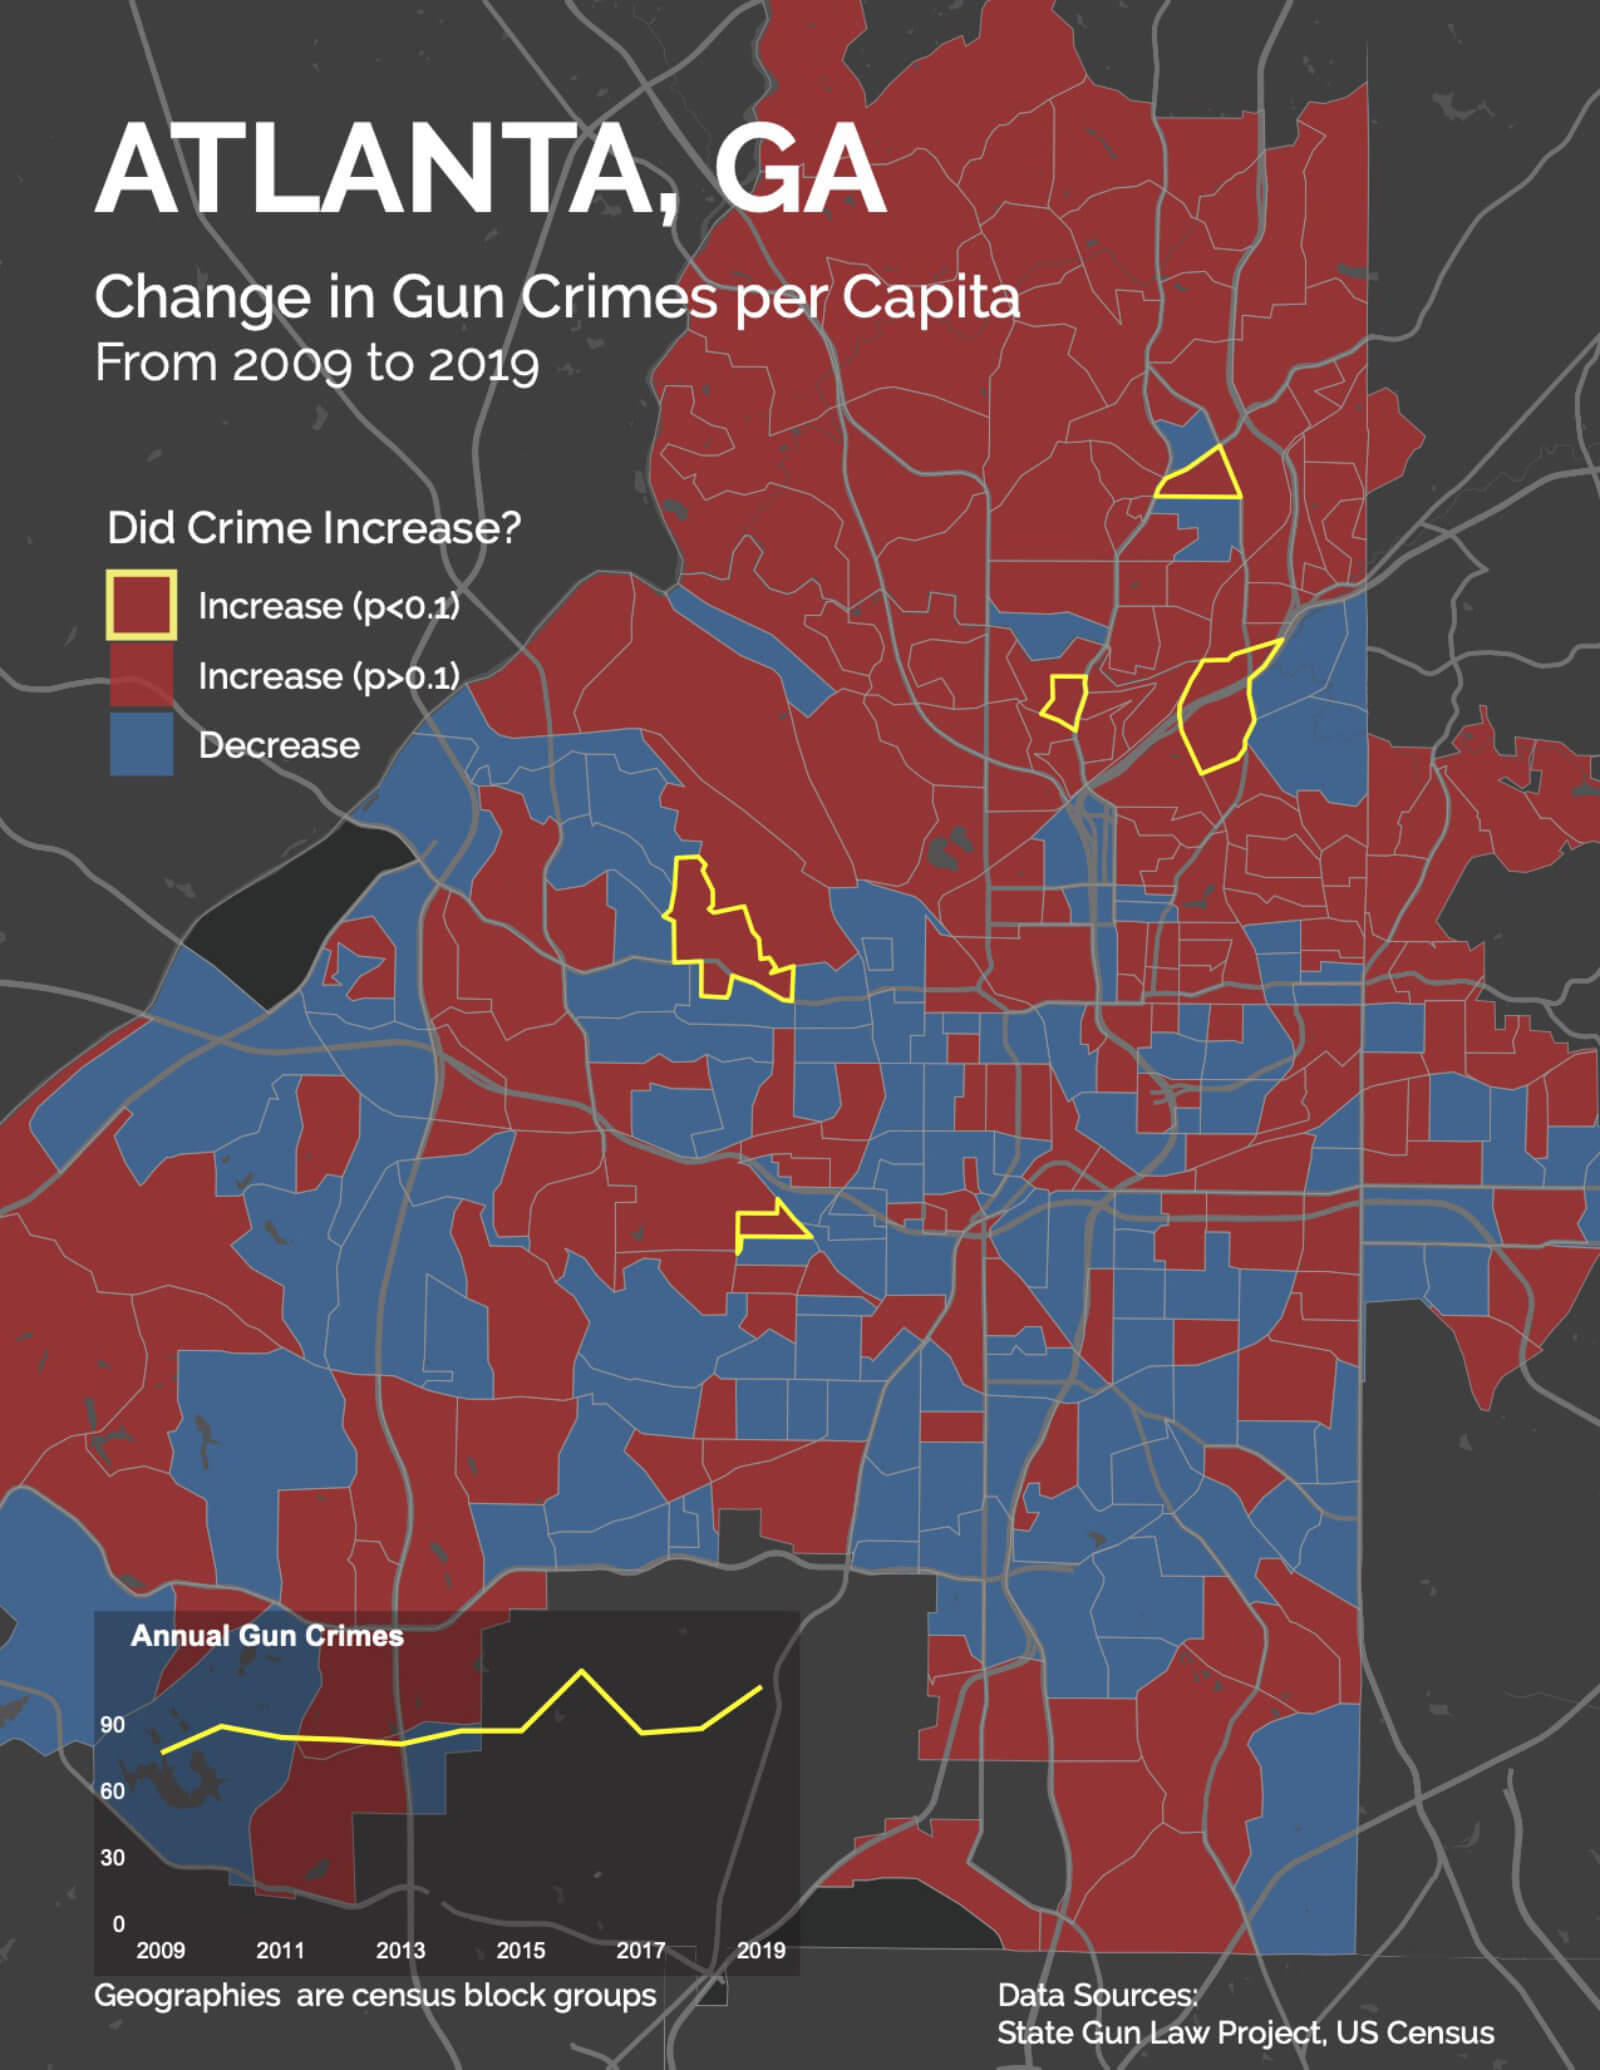 ATLANTA, GA
Change in Gun Crimes per Capita
From 2009 to 2019
Did Crime Increase?
Increase (p<0.1)
Increase (p>0.1)
Decrease
Annual Gun Crimes
90
60
30
0
2009 2011 2013 2015 2017 2019
Geographies are census block groups
Data Sources:
State Gun Law Project, US Census